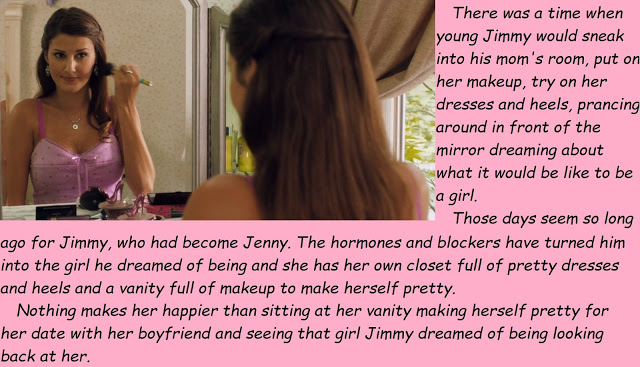 There was a time when
young Jimmy would sneak
into his mom's room, put on
her makeup, try on her
dresses and heels, prancing
around in front of the
mirror dreaming about
what it would be like to be
a girl.
Those days seem so long
ago for Jimmy, who had become Jenny. The hormones and blockers have turned him
into the girl he dreamed of being and she has her own closet full of pretty dresses
and heels and a vanity full of makeup to make herself pretty.
Nothing makes her happier than sitting at her vanity making herself pretty for
her date with her boyfriend and seeing that girl Jimmy dreamed of being looking
back at her.